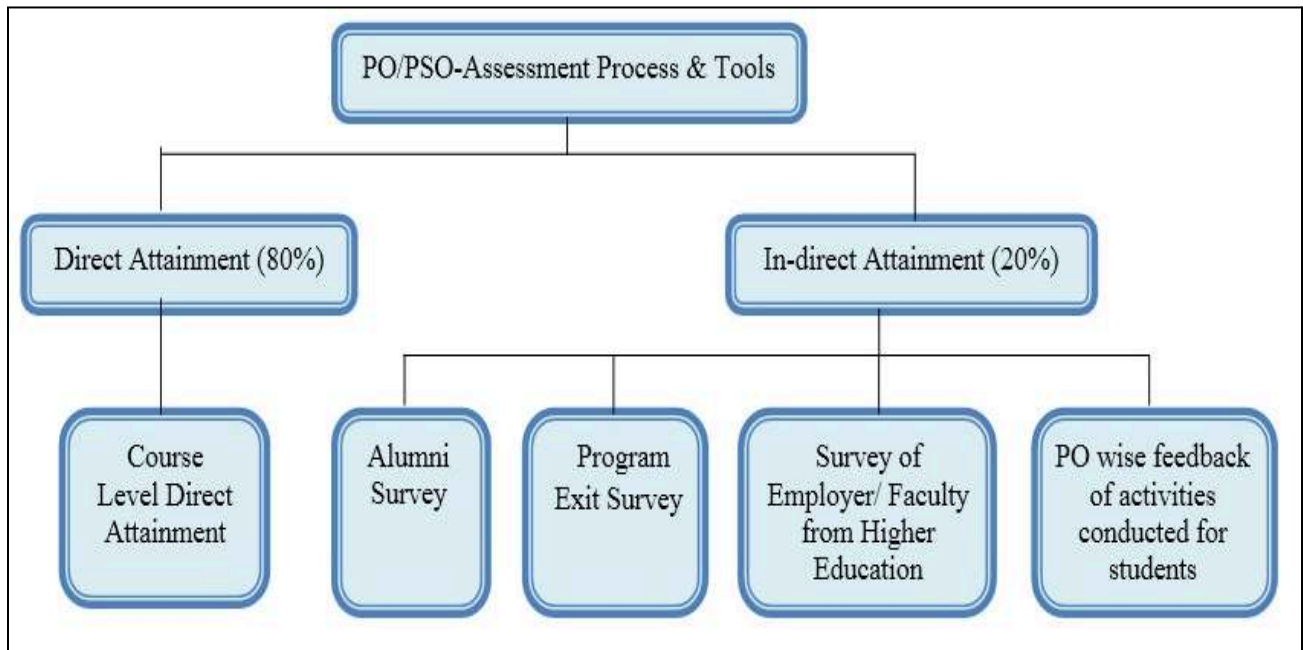 PO/PSO-Assessment Process & Tools
Direct Attainment (80%)
In-direct Attainment (20%)
Course
Level Direct
Attainment
Alumni
Survey
Program
Exit Survey
Survey of
Employer/ Faculty
from Higher
Education
PO wise feedback
of activities
conducted for
students